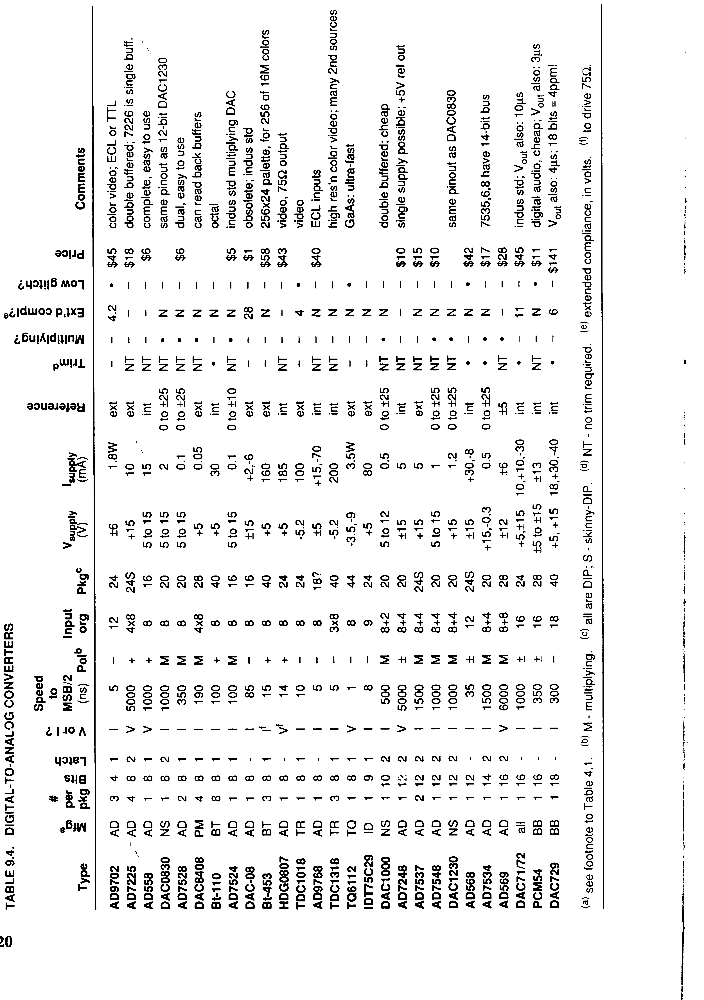 20
TABLE 9.4. DIGITAL-TO-ANALOG CONVERTERS
Type Mfg^a # per pkg Bits Latch V or I? Speed to MSB/2 (ns) Pol^b Input org Pkg^c V_supply (V) I_supply (mA) Reference Trim^d Multiplying? Ext'd compl?^e Low glitch? Price Comments
AD9702 AD 3 4 1 I 5 – 12 24 ±6 1.8W ext – – 4.2 • $45 color video; ECL or TTL
AD7225 AD 4 8 2 V 5000 + 4x8 24S +15 10 ext NT – – – $18 double buffered; 7226 is single buff.
AD558 AD 1 8 1 V 1000 + 8 16 5 to 15 15 int NT – – – $6 complete, easy to use
DAC0830 NS 1 8 2 I 1000 M 8 20 5 to 15 2 0 to ±25 NT • N – same pinout as 12-bit DAC1230
AD7528 AD 2 8 1 I 350 M 8 20 5 to 15 0.1 0 to ±25 NT • N – $6 dual, easy to use
DAC8408 PM 4 8 1 I 190 M 4x8 28 +5 0.05 ext NT • N – can read back buffers
Bt-110 BT 8 8 1 I 100 + 8 40 +5 30 int • – N – octal
AD7524 AD 1 8 1 I 100 M 8 16 5 to 15 0.1 0 to ±10 NT • N – $5 indus std multiplying DAC
DAC-08 AD 1 8 - I 85 – 8 16 ±15 +2,-6 ext – – 28 – $1 obsolete; indus std
Bt-453 BT 3 8 1 I^f 15 + 8 40 +5 160 ext – – N – $58 256x24 palette, for 256 of 16M colors
HDG0807 AD 1 8 - V^f 14 + 8 24 +5 185 int NT – – – $43 video, 75Ω output
TDC1018 TR 1 8 1 I 10 – 8 24 -5.2 100 ext – – 4 • video
AD9768 AD 1 8 - I 5 – 8 18? ±5 +15,-70 int NT – N – $40 ECL inputs
TDC1318 TR 3 8 1 I 5 – 3x8 40 -5.2 200 int NT – N – high res'n color video; many 2nd sources
TQ6112 TQ 1 8 1 V 1 – 8 44 -3.5,-9 3.5W ext – – N • GaAs: ultra-fast
IDT75C29 ID 1 9 1 I 8 – 9 24 +5 80 ext – – N –
DAC1000 NS 1 10 2 I 500 M 8+2 20 5 to 12 0.5 0 to ±25 NT • N – double buffered; cheap
AD7248 AD 1 12 2 V 5000 ± 8+4 20 ±15 5 int NT – – – $10 single supply possible; +5V ref out
AD7537 AD 2 12 2 I 1500 M 8+4 24S +15 5 ext NT – N – $15
AD7548 AD 1 12 2 I 1000 M 8+4 20 5 to 15 1 0 to ±25 NT • N – $10
DAC1230 NS 1 12 2 I 1000 M 8+4 20 +15 1.2 0 to ±25 NT • N – same pinout as DAC0830
AD568 AD 1 12 - I 35 ± 12 24S ±15 +30,-8 int • – N • $42
AD7534 AD 1 14 2 I 1500 M 8+4 20 +15,-0.3 0.5 0 to ±25 • • N – $17 7535,6,8 have 14-bit bus
AD569 AD 1 16 2 V 6000 M 8+8 28 ±12 ±6 ±5 NT • – – $28
DAC71/72 all 1 16 - I 1000 ± 16 24 +5,±15 10,+10,-30 int • – 11 – $45 indus std; V_out also: 10µs
PCM54 BB 1 16 - I 350 ± 16 28 ±5 to ±15 ±13 int NT – N • $11 digital audio, cheap; V_out also: 3µs
DAC729 BB 1 18 - I 300 – 18 40 +5, +15 18,+30,-40 int • – 6 – $141 V_out also: 4µs; 18 bits = 4ppm!
(a) see footnote to Table 4.1. (b) M - multiplying. (c) all are DIP; S - skinny-DIP. (d) NT - no trim required. (e) extended compliance, in volts. (f) to drive 75Ω.